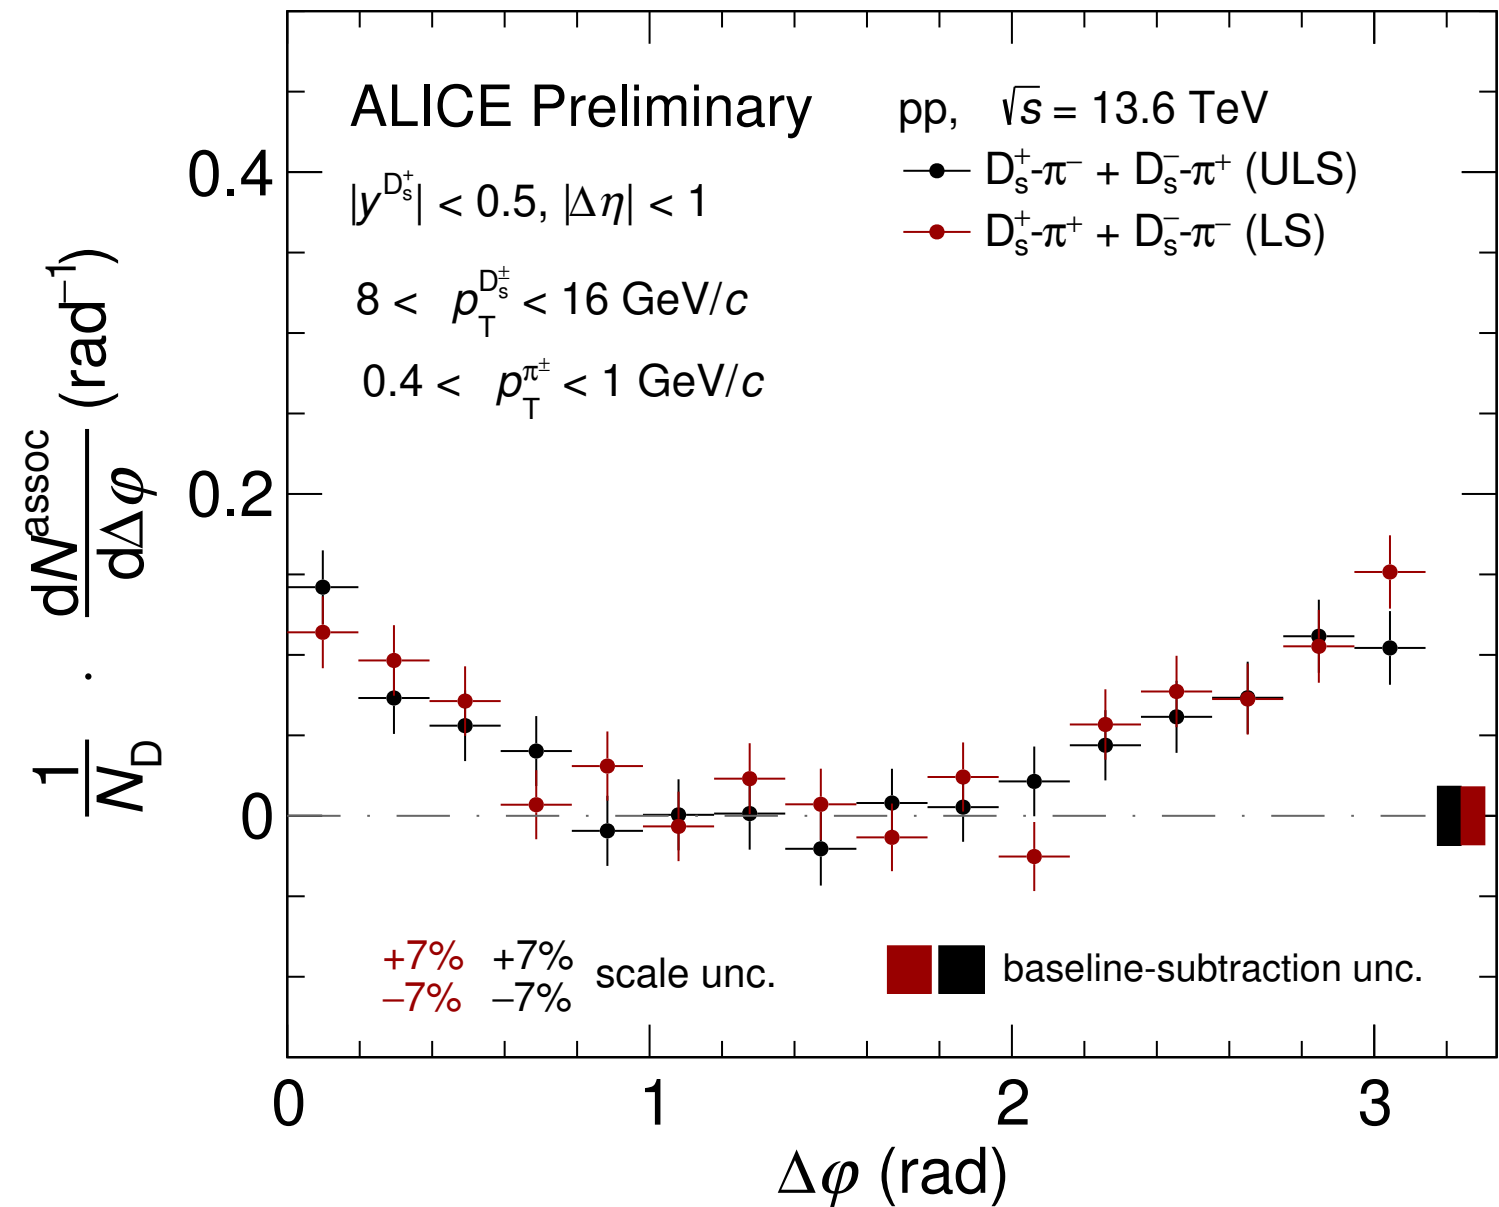 ALICE Preliminary
pp, √s = 13.6 TeV
D_s^+-π^− + D_s^−-π^+ (ULS)
D_s^+-π^+ + D_s^−-π^− (LS)
|y^{D_s^+}| < 0.5, |Δη| < 1
8 < p_T^{D_s^±} < 16 GeV/c
0.4 < p_T^{π^±} < 1 GeV/c
1/N_D · dN^{assoc}/dΔφ (rad^{−1})
0.4
0.2
0
+7% +7%
−7% −7%
scale unc.
baseline-subtraction unc.
0 1 2 3
Δφ (rad)